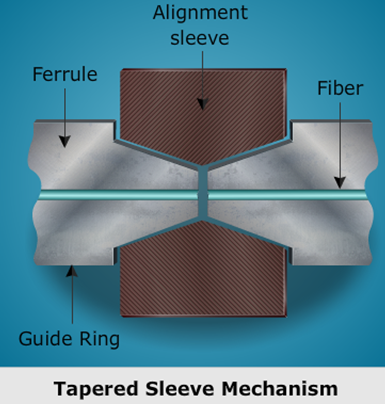 Alignment
sleeve
Ferrule
Fiber
Guide Ring
Tapered Sleeve Mechanism